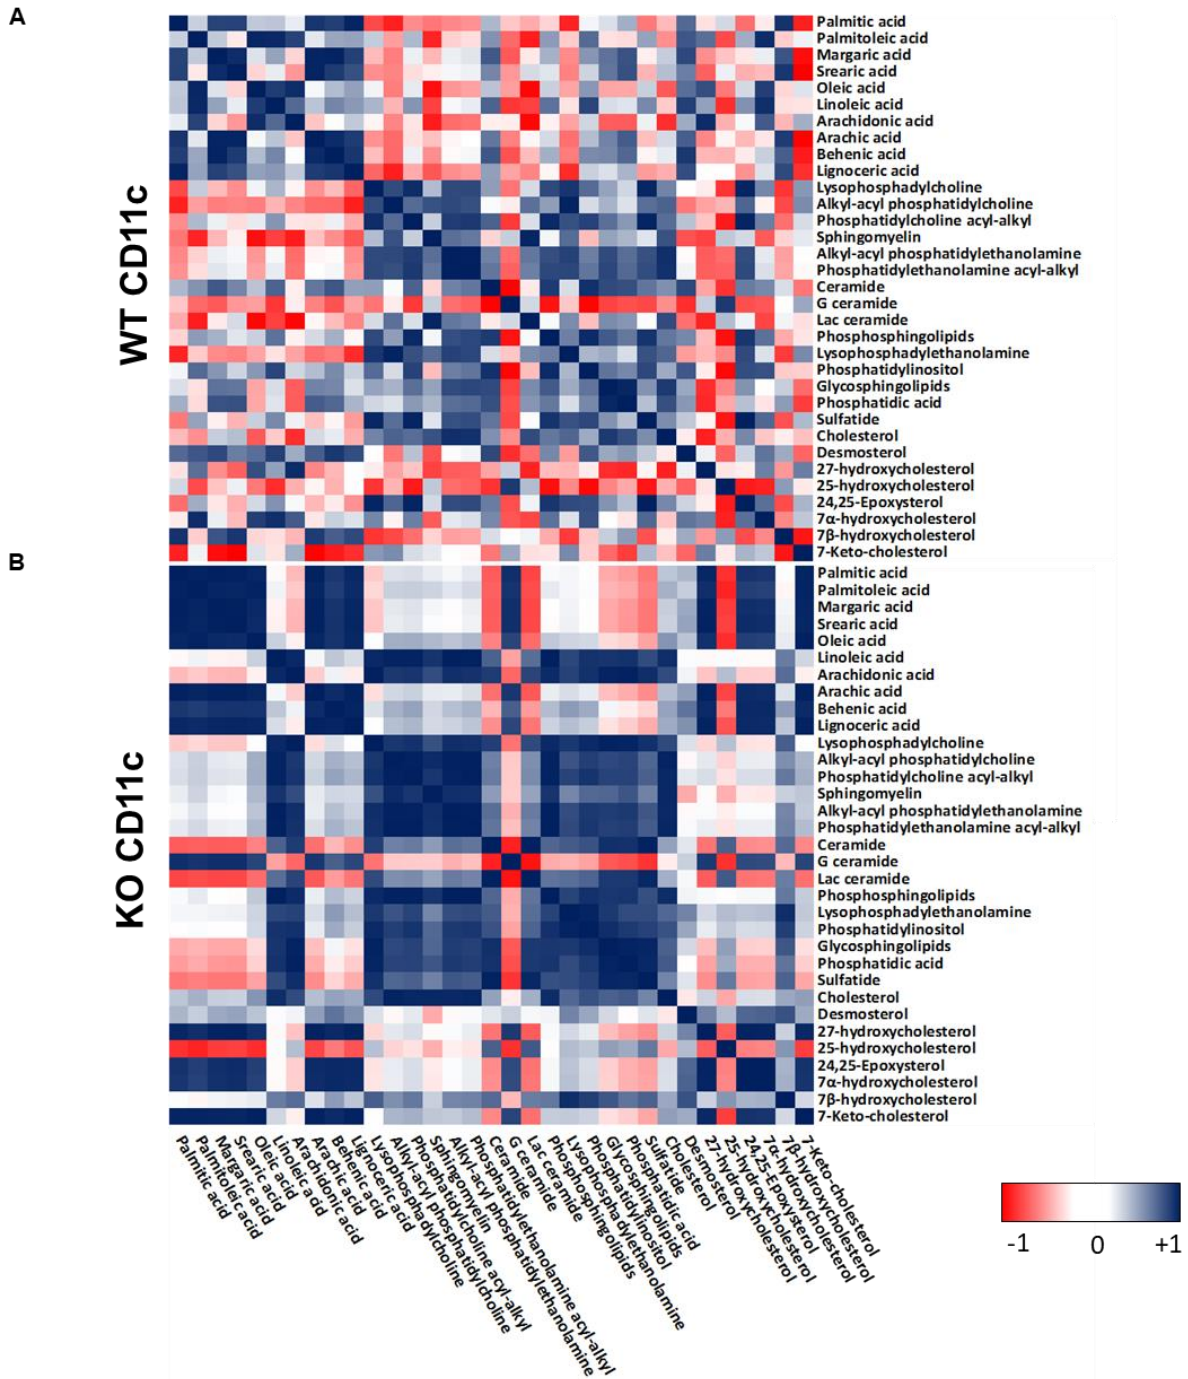 A
WT CD11c
Palmitic acid
Palmitoleic acid
Margaric acid
Srearic acid
Oleic acid
Linoleic acid
Arachidonic acid
Arachic acid
Behenic acid
Lignoceric acid
Lysophosphadylcholine
Alkyl-acyl phosphatidylcholine
Phosphatidylcholine acyl-alkyl
Sphingomyelin
Alkyl-acyl phosphatidylethanolamine
Phosphatidylethanolamine acyl-alkyl
Ceramide
G ceramide
Lac ceramide
Phosphosphingolipids
Lysophosphadylethanolamine
Phosphatidylinositol
Glycosphingolipids
Phosphatidic acid
Sulfatide
Cholesterol
Desmosterol
27-hydroxycholesterol
25-hydroxycholesterol
24,25-Epoxysterol
7α-hydroxycholesterol
7β-hydroxycholesterol
7-Keto-cholesterol
B
KO CD11c
Palmitic acid
Palmitoleic acid
Margaric acid
Srearic acid
Oleic acid
Linoleic acid
Arachidonic acid
Arachic acid
Behenic acid
Lignoceric acid
Lysophosphadylcholine
Alkyl-acyl phosphatidylcholine
Phosphatidylcholine acyl-alkyl
Sphingomyelin
Alkyl-acyl phosphatidylethanolamine
Phosphatidylethanolamine acyl-alkyl
Ceramide
G ceramide
Lac ceramide
Phosphosphingolipids
Lysophosphadylethanolamine
Phosphatidylinositol
Glycosphingolipids
Phosphatidic acid
Sulfatide
Cholesterol
Desmosterol
27-hydroxycholesterol
25-hydroxycholesterol
24,25-Epoxysterol
7α-hydroxycholesterol
7β-hydroxycholesterol
7-Keto-cholesterol
Palmitic acid
Palmitoleic acid
Margaric acid
Srearic acid
Oleic acid
Linoleic acid
Arachidonic acid
Arachic acid
Behenic acid
Lignoceric acid
Lysophosphadylcholine
Alkyl-acyl phosphatidylcholine
Phosphatidylcholine acyl-alkyl
Sphingomyelin
Alkyl-acyl phosphatidylethanolamine
Phosphatidylethanolamine acyl-alkyl
Ceramide
G ceramide
Lac ceramide
Phosphosphingolipids
Lysophosphadylethanolamine
Phosphatidylinositol
Glycosphingolipids
Phosphatidic acid
Sulfatide
Cholesterol
Desmosterol
27-hydroxycholesterol
25-hydroxycholesterol
24,25-Epoxysterol
7α-hydroxycholesterol
7β-hydroxycholesterol
7-Keto-cholesterol
-1 0 +1